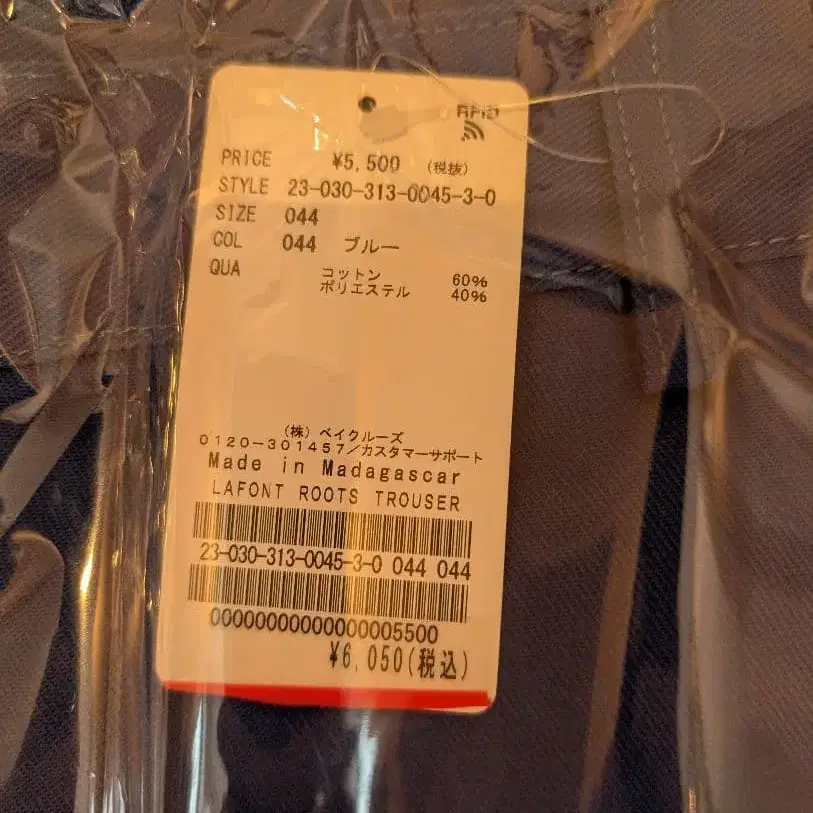 RFID
PRICE ¥5,500 (税抜)
STYLE 23-030-313-0045-3-0
SIZE 044
COL 044 ブルー
QUA コットン 60%
ポリエステル 40%
(株) ベイクルーズ
0120-301457/カスタマーサポート
Made in Madagascar
LAFONT ROOTS TROUSER
23-030-313-0045-3-0 044 044
00000000000000005500
¥6,050(税込)